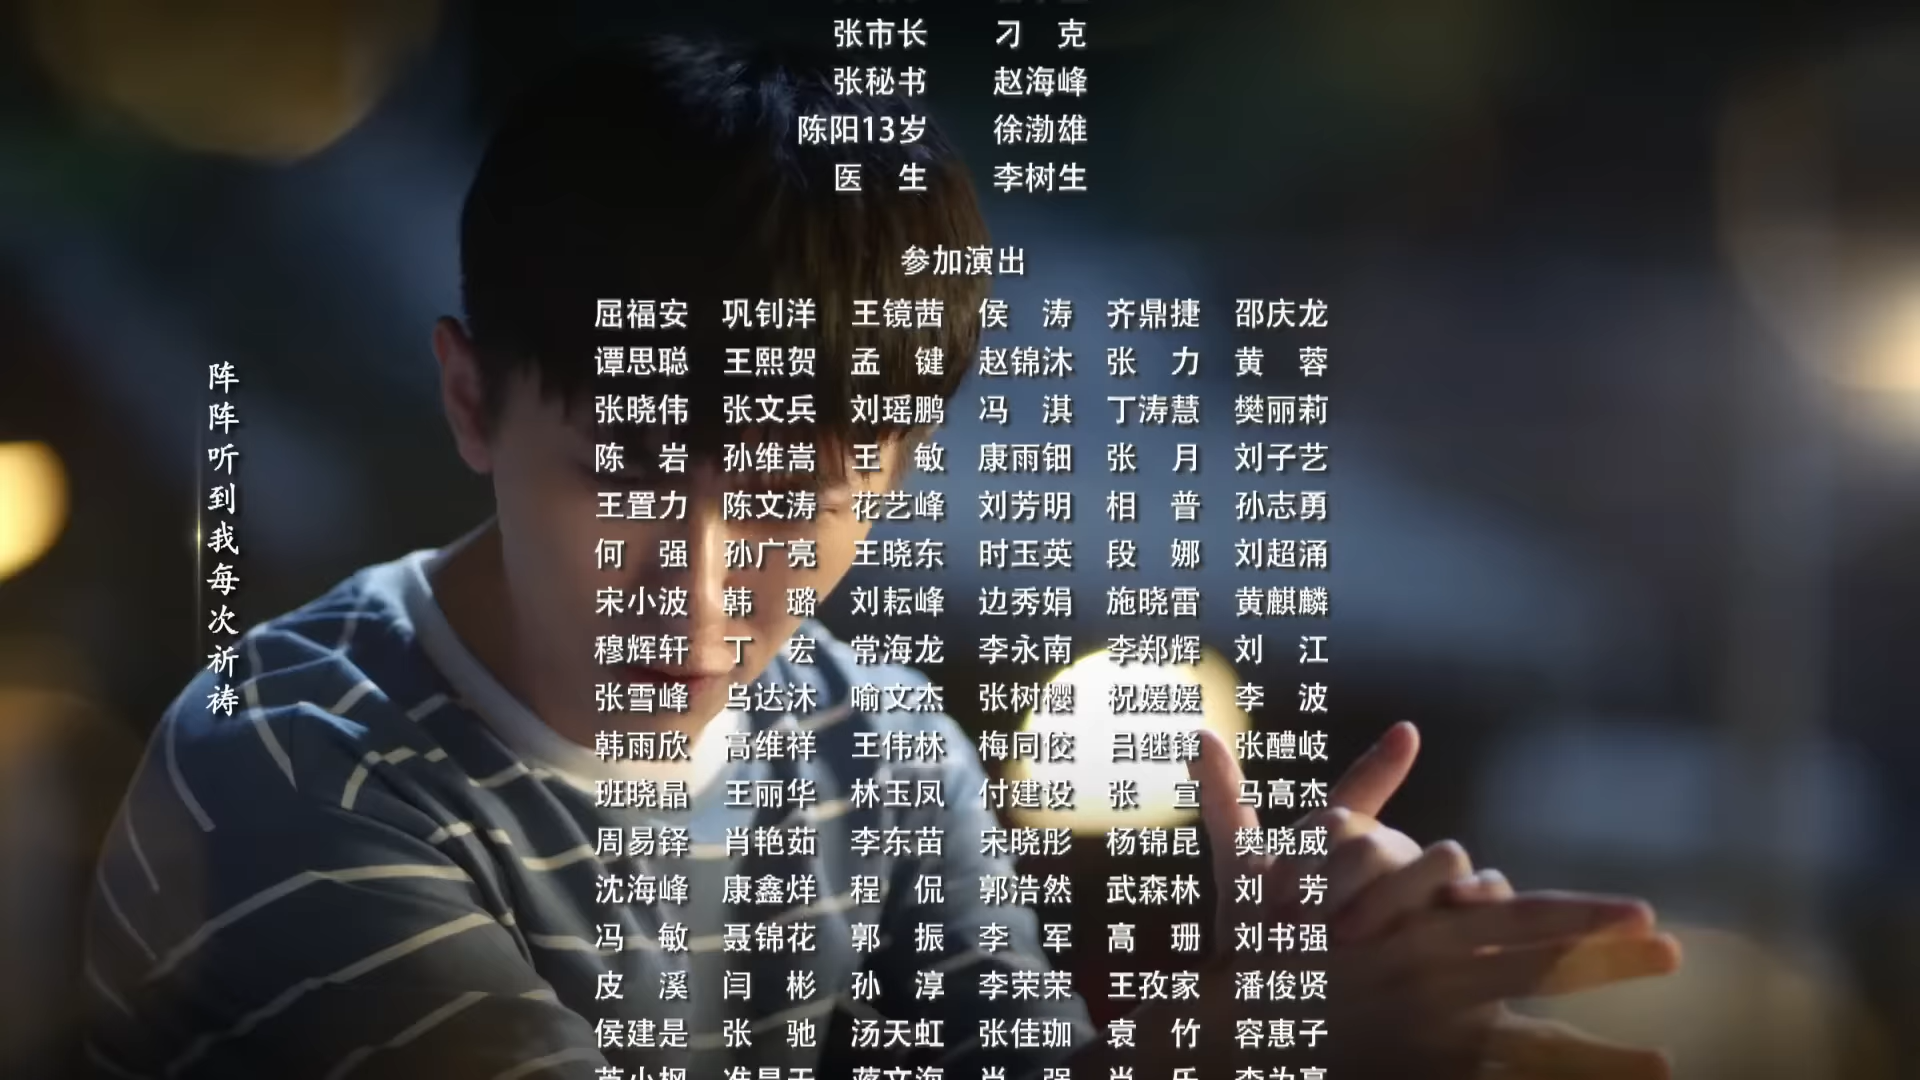 张市长 刁 克
张秘书 赵海峰
陈阳13岁 徐渤雄
医 生 李树生
参加演出
屈福安 巩钊洋 王镜茜 侯 涛 齐鼎捷 邵庆龙
谭思聪 王熙贺 孟 键 赵锦沐 张 力 黄 蓉
张晓伟 张文兵 刘瑶鹏 冯 淇 丁涛慧 樊丽莉
陈 岩 孙维嵩 王 敏 康雨钿 张 月 刘子艺
王置力 陈文涛 花艺峰 刘芳明 相 普 孙志勇
何 强 孙广亮 王晓东 时玉英 段 娜 刘超涌
宋小波 韩 璐 刘耘峰 边秀娟 施晓雷 黄麒麟
穆辉轩 丁 宏 常海龙 李永南 李郑辉 刘 江
张雪峰 乌达沐 喻文杰 张树樱 祝媛媛 李 波
韩雨欣 高维祥 王伟林 梅同佼 吕继锋 张醴岐
班晓晶 王丽华 林玉凤 付建设 张 宣 马高杰
周易铎 肖艳茹 李东苗 宋晓彤 杨锦昆 樊晓威
沈海峰 康鑫烊 程 侃 郭浩然 武森林 刘 芳
冯 敏 聂锦花 郭 振 李 军 高 珊 刘书强
皮 溪 闫 彬 孙 淳 李荣荣 王孜家 潘俊贤
侯建是 张 驰 汤天虹 张佳珈 袁 竹 容惠子
阵阵听到我每次祈祷